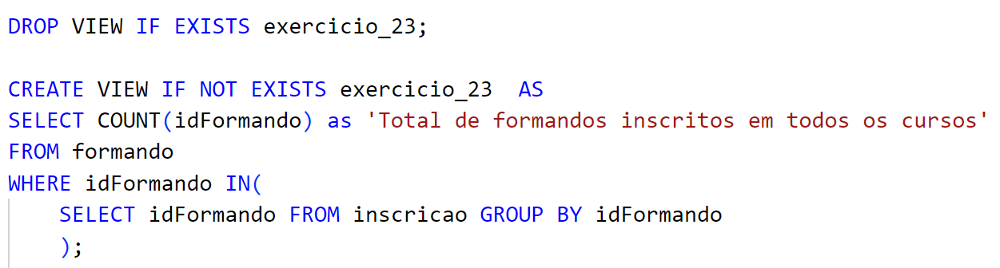 DROP VIEW IF EXISTS exercicio_23;
CREATE VIEW IF NOT EXISTS exercicio_23  AS
SELECT COUNT(idFormando) as 'Total de formandos inscritos em todos os cursos'
FROM formando
WHERE idFormando IN(
    SELECT idFormando FROM inscricao GROUP BY idFormando
    );